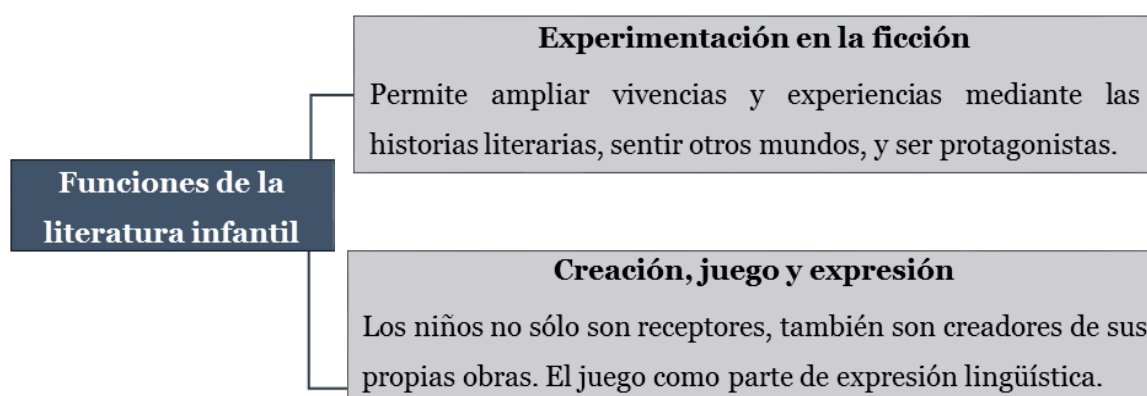 Experimentación en la ficción
Permite ampliar vivencias y experiencias mediante las
historias literarias, sentir otros mundos, y ser protagonistas.
Funciones de la
literatura infantil
Creación, juego y expresión
Los niños no sólo son receptores, también son creadores de sus
propias obras. El juego como parte de expresión lingüística.